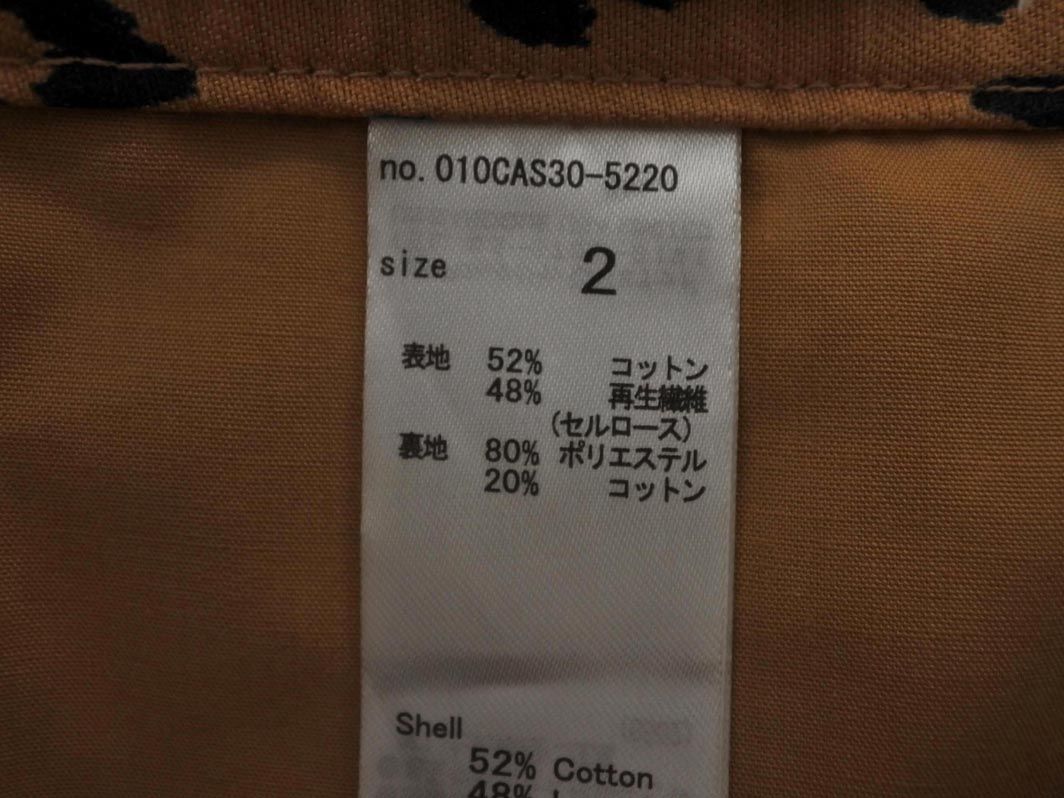 no. 010CAS30-5220
size 2
表地 52% コットン
48% 再生繊維
(セルロース)
裏地 80% ポリエステル
20% コットン
Shell
52% Cotton
48%